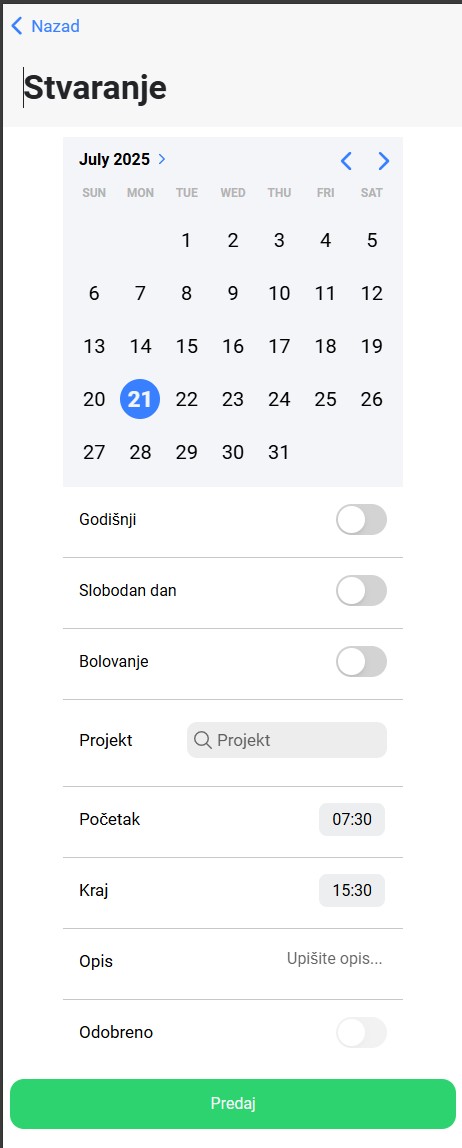 Nazad
Stvaranje
July 2025
SUN MON TUE WED THU FRI SAT
1 2 3 4 5
6 7 8 9 10 11 12
13 14 15 16 17 18 19
20 21 22 23 24 25 26
27 28 29 30 31
Godišnji
Slobodan dan
Bolovanje
Projekt Projekt
Početak 07:30
Kraj 15:30
Opis Upišite opis...
Odobreno
Predaj